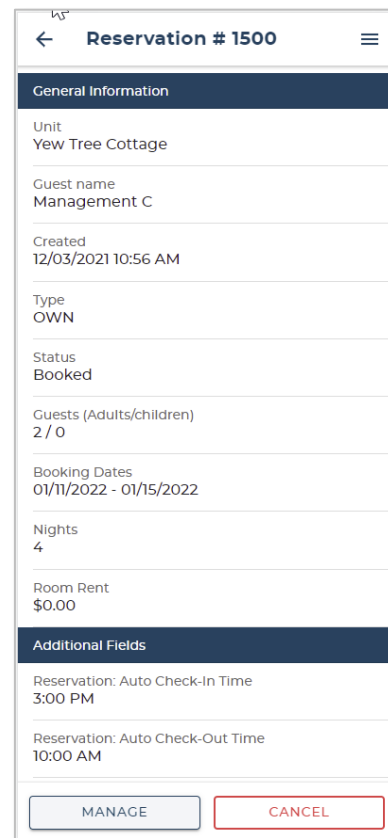 Reservation # 1500
General Information
Unit
Yew Tree Cottage
Guest name
Management C
Created
12/03/2021 10:56 AM
Type
OWN
Status
Booked
Guests (Adults/children)
2 / 0
Booking Dates
01/11/2022 - 01/15/2022
Nights
4
Room Rent
$0.00
Additional Fields
Reservation: Auto Check-In Time
3:00 PM
Reservation: Auto Check-Out Time
10:00 AM
MANAGE CANCEL